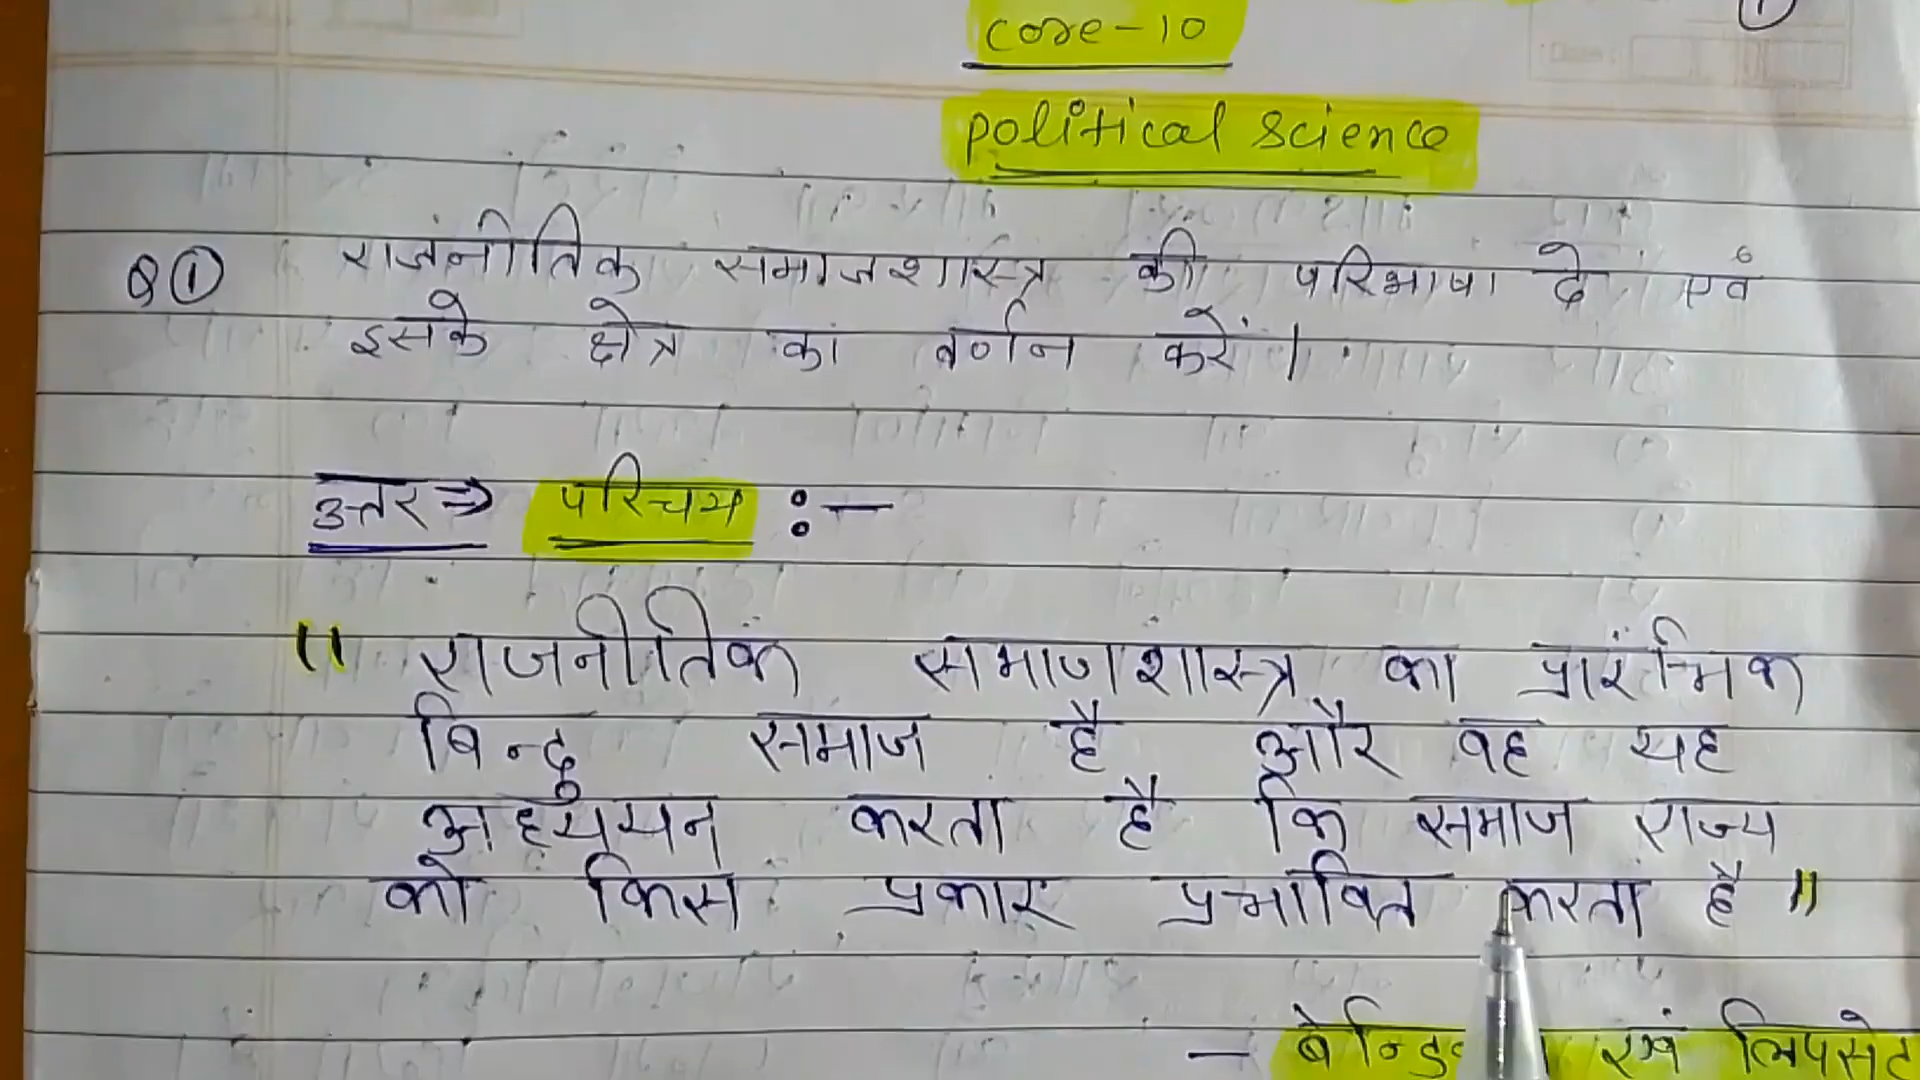 ①
core-10
political science
Q① राजनीतिक समाजशास्त्र की परिभाषा दे एवं
इसके क्षेत्र का वर्णन करें।
उत्तर⇒ परिचय :—
" राजनीतिक समाजशास्त्र का प्रारंभिक
बिन्दु समाज है और वह यह
अध्ययन करता है कि समाज राज्य
को किस प्रकार प्रभावित करता है "
— एवं लिपसेट